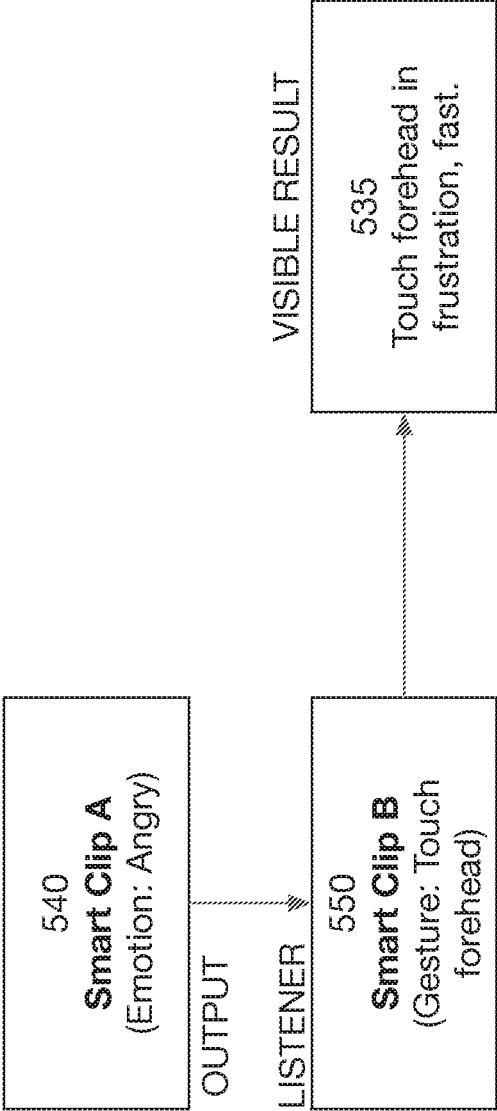 540
Smart Clip A
(Emotion: Angry)
OUTPUT
LISTENER
550
Smart Clip B
(Gesture: Touch
forehead)
VISIBLE RESULT
535
Touch forehead in
frustration, fast.